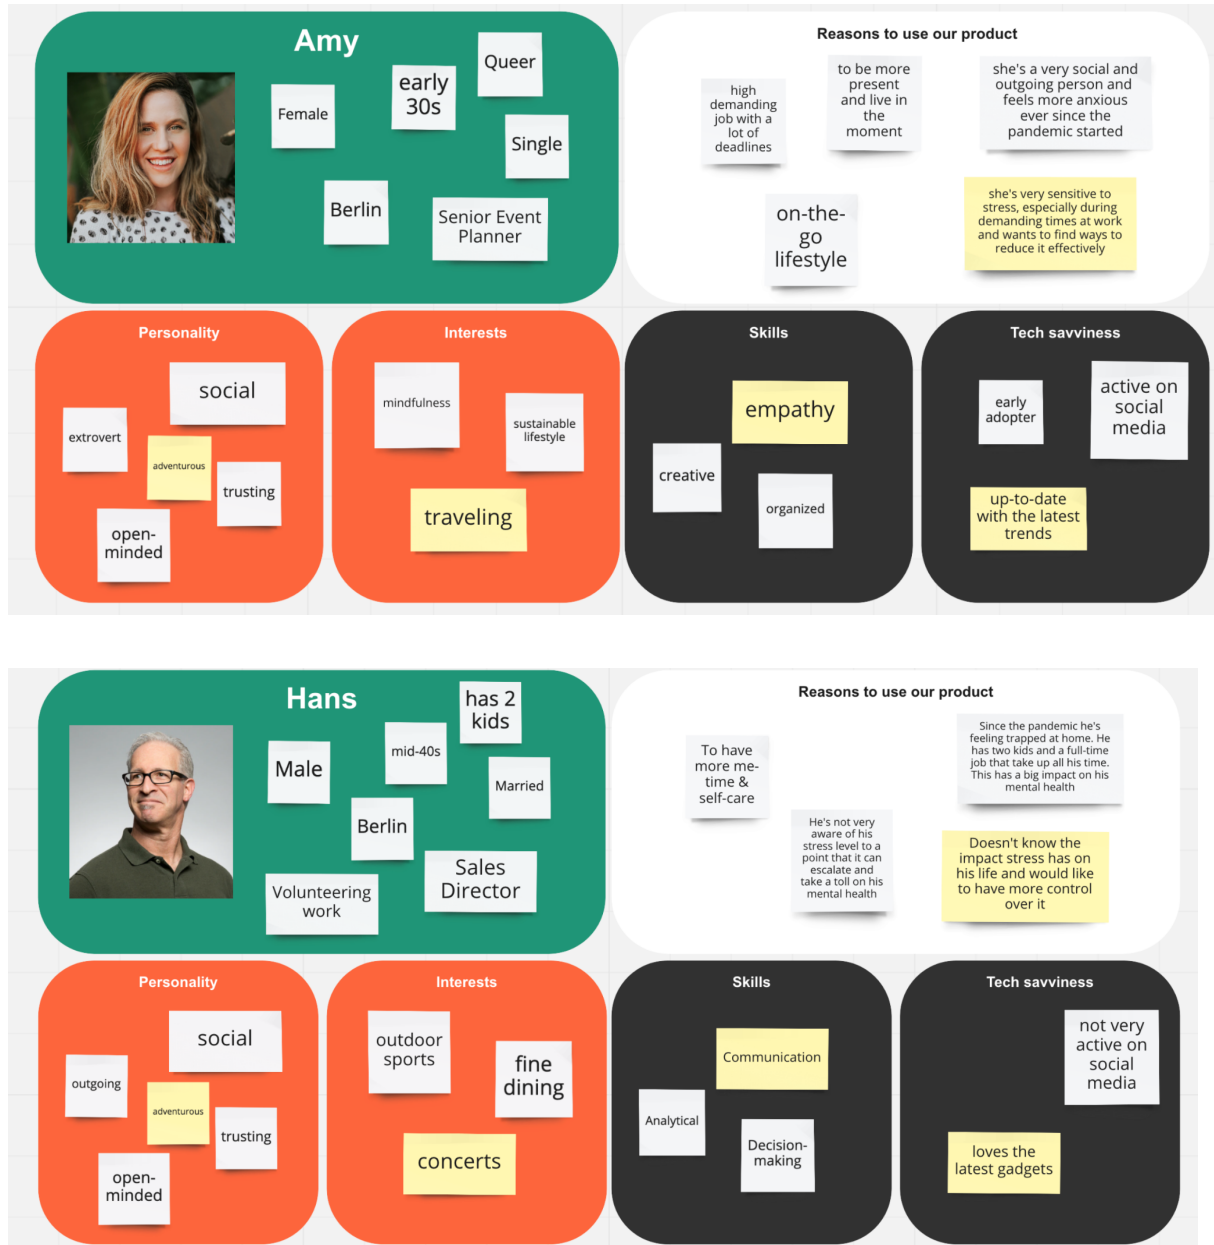 Amy
Female
early
30s
Queer
Single
Berlin
Senior Event
Planner
Reasons to use our product
high
demanding
job with a
lot of
deadlines
to be more
present
and live in
the
moment
she's a very social and
outgoing person and
feels more anxious
ever since the
pandemic started
on-the-
go
lifestyle
she's very sensitive to
stress, especially during
demanding times at work
and wants to find ways to
reduce it effectively
Personality
social
extrovert
adventurous
trusting
open-
minded
Interests
mindfulness
sustainable
lifestyle
traveling
Skills
empathy
creative
organized
Tech savviness
early
adopter
active on
social
media
up-to-date
with the latest
trends
Hans
has 2
kids
Male
mid-40s
Married
Berlin
Volunteering
work
Sales
Director
Reasons to use our product
To have
more me-
time &
self-care
He's not very
aware of his
stress level to a
point that it can
escalate and
take a toll on his
mental health
Since the pandemic he's
feeling trapped at home. He
has two kids and a full-time
job that take up all his time.
This has a big impact on his
mental health
Doesn't know the
impact stress has on
his life and would like
to have more control
over it
Personality
social
outgoing
adventurous
trusting
open-
minded
Interests
outdoor
sports
fine
dining
concerts
Skills
Communication
Analytical
Decision-
making
Tech savviness
not very
active on
social
media
loves the
latest gadgets